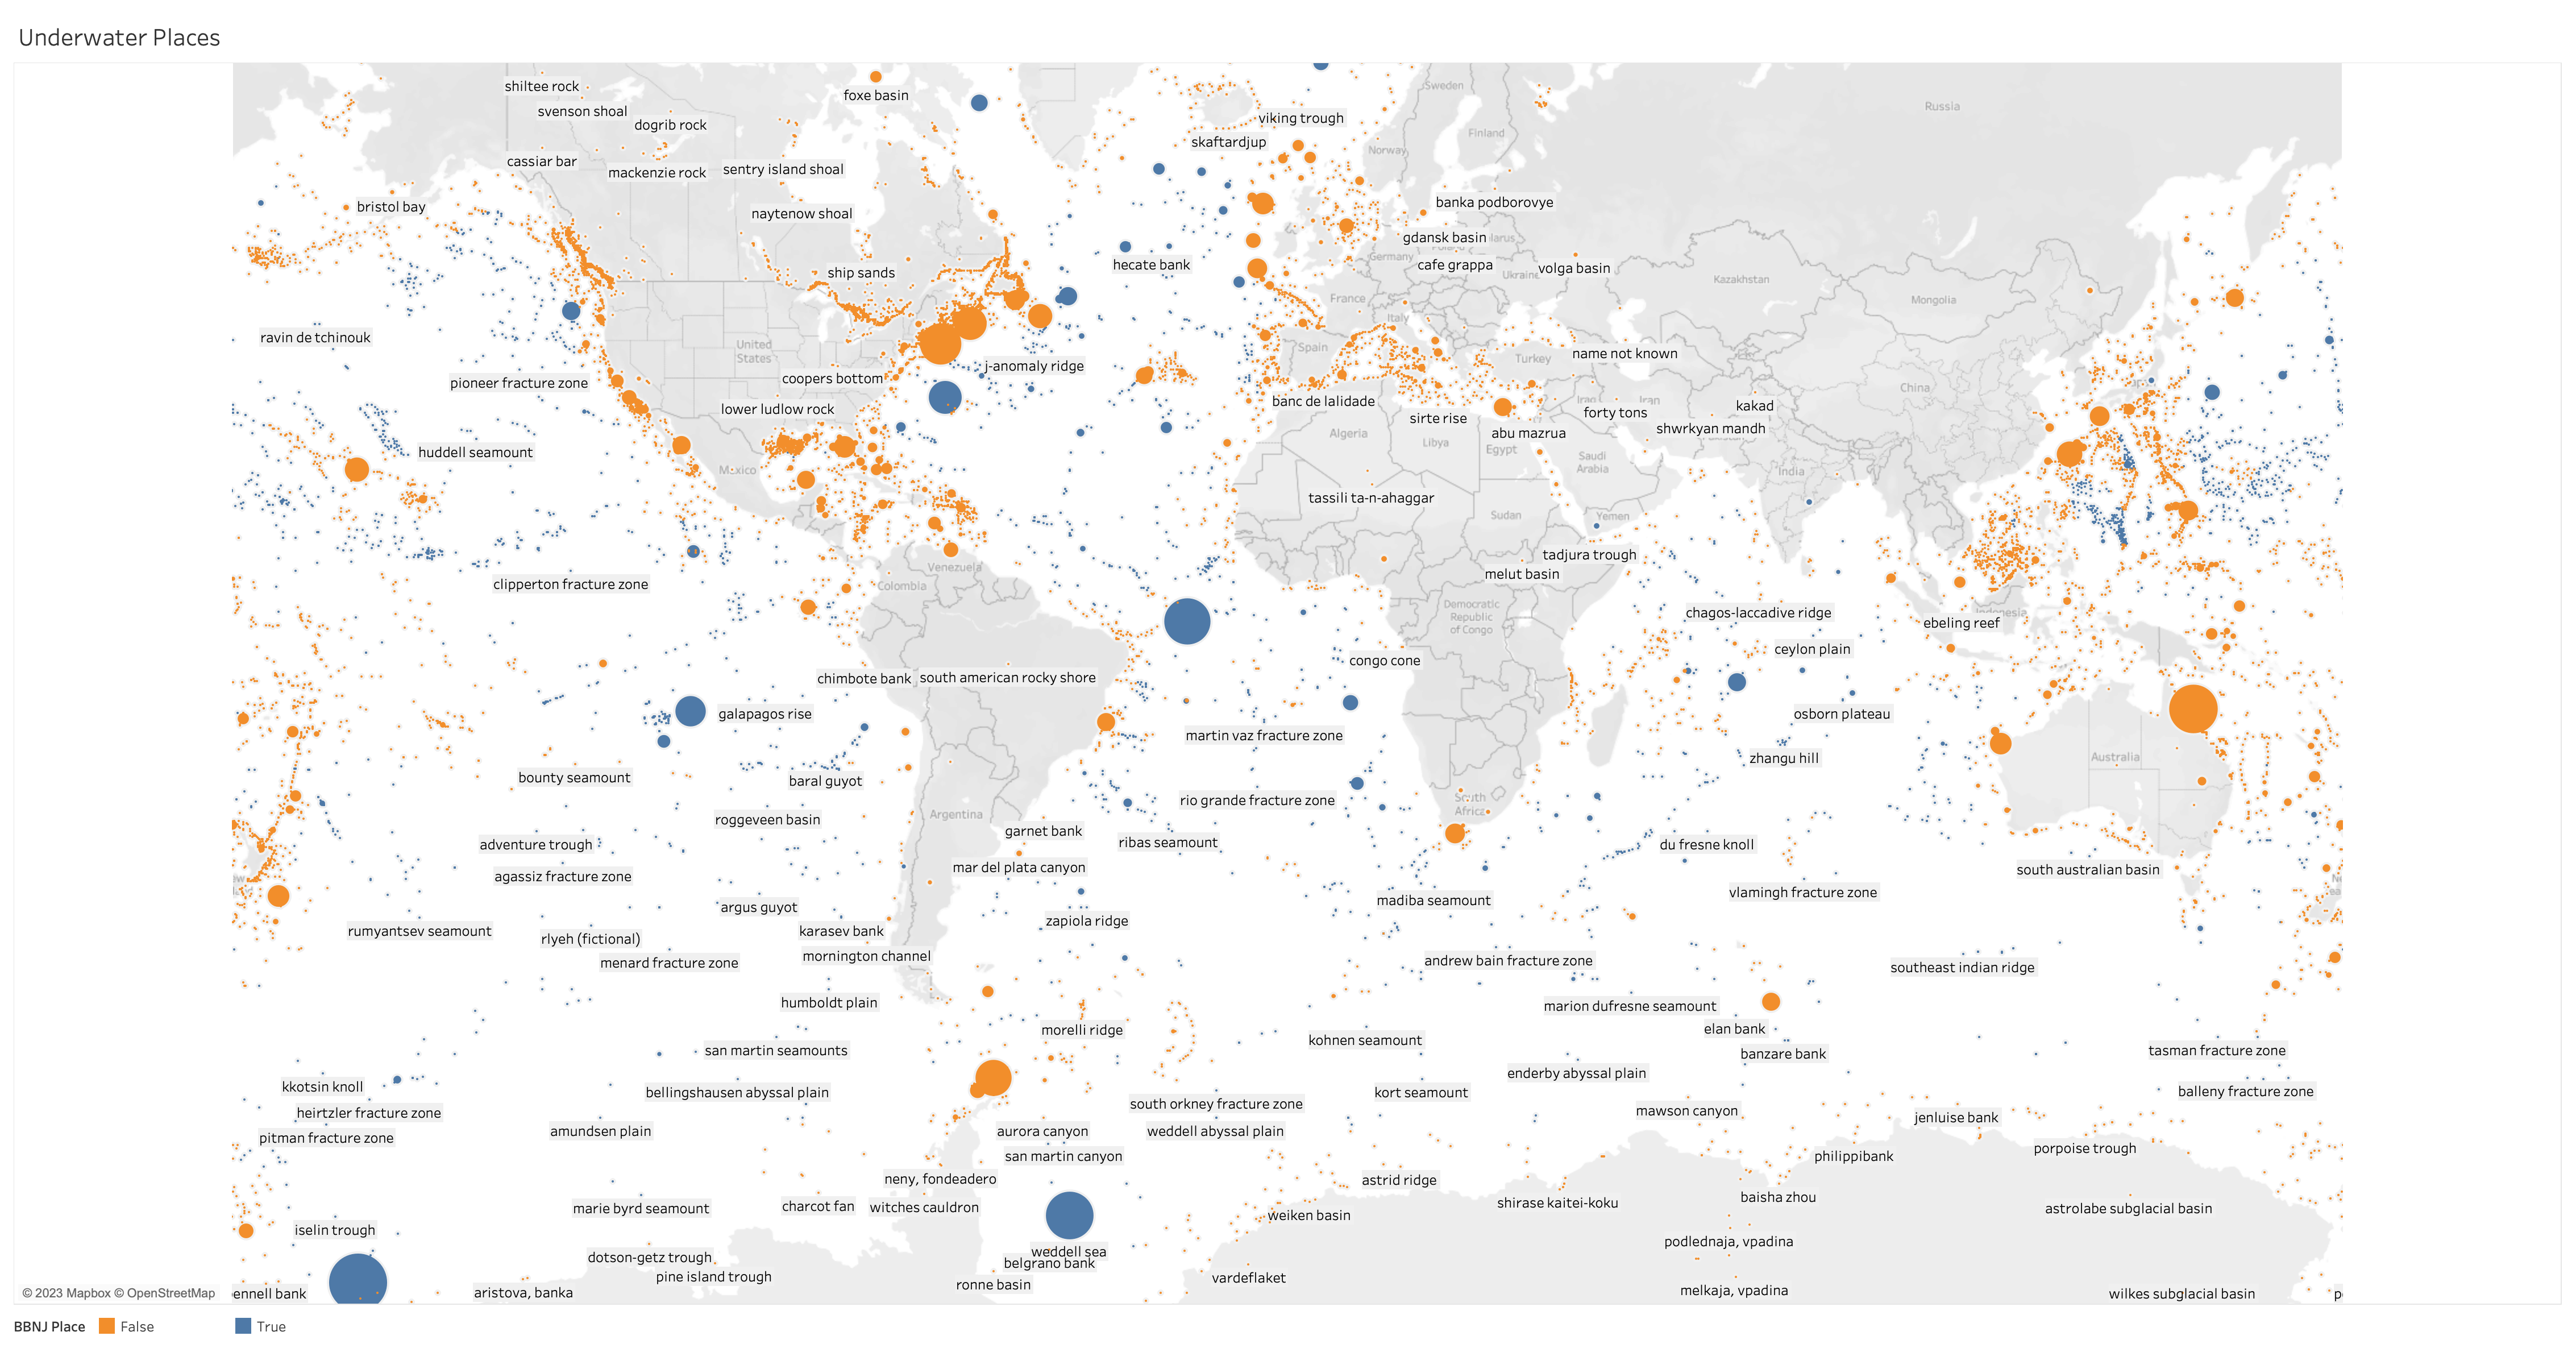 Underwater Places
shiltee rock
svenson shoal
dogrib rock
foxe basin
cassiar bar
mackenzie rock
sentry island shoal
viking trough
skaftardjup
Sweden
Finland
Norway
Russia
bristol bay
naytenow shoal
banka podborovye
gdansk basin
ship sands
hecate bank
Germany
cafe grappa
Ukraine
volga basin
Kazakhstan
Mongolia
France
Italy
ravin de tchinouk
United
States
Spain
Turkey
name not known
j-anomaly ridge
pioneer fracture zone
coopers bottom
China
lower ludlow rock
banc de lalidade
sirte rise
Iraq
Iran
forty tons
kakad
abu mazrua
shwrkyan mandh
Algeria
Libya
Egypt
huddell seamount
Mexico
Saudi
Arabia
India
tassili ta-n-ahaggar
Sudan
Yemen
tadjura trough
melut basin
Venezuela
Colombia
clipperton fracture zone
Democratic
Republic
of Congo
chagos-laccadive ridge
Indonesia
ebeling reef
ceylon plain
congo cone
chimbote bank
south american rocky shore
galapagos rise
osborn plateau
martin vaz fracture zone
zhangu hill
Australia
bounty seamount
baral guyot
rio grande fracture zone
South
Africa
Argentina
roggeveen basin
garnet bank
adventure trough
ribas seamount
du fresne knoll
mar del plata canyon
south australian basin
agassiz fracture zone
vlamingh fracture zone
madiba seamount
argus guyot
zapiola ridge
rumyantsev seamount
karasev bank
rlyeh (fictional)
mornington channel
menard fracture zone
andrew bain fracture zone
southeast indian ridge
humboldt plain
marion dufresne seamount
morelli ridge
elan bank
kohnen seamount
san martin seamounts
banzare bank
tasman fracture zone
enderby abyssal plain
kkotsin knoll
bellingshausen abyssal plain
kort seamount
balleny fracture zone
heirtzler fracture zone
south orkney fracture zone
mawson canyon
jenluise bank
pitman fracture zone
amundsen plain
aurora canyon
weddell abyssal plain
san martin canyon
philippibank
porpoise trough
neny, fondeadero
astrid ridge
baisha zhou
shirase kaitei-koku
marie byrd seamount
charcot fan
witches cauldron
weiken basin
astrolabe subglacial basin
iselin trough
podlednaja, vpadina
dotson-getz trough
weddell sea
belgrano bank
pine island trough
ronne basin
vardeflaket
aristova, banka
melkaja, vpadina
wilkes subglacial basin
ennell bank
© 2023 Mapbox © OpenStreetMap
BBNJ Place
False
True